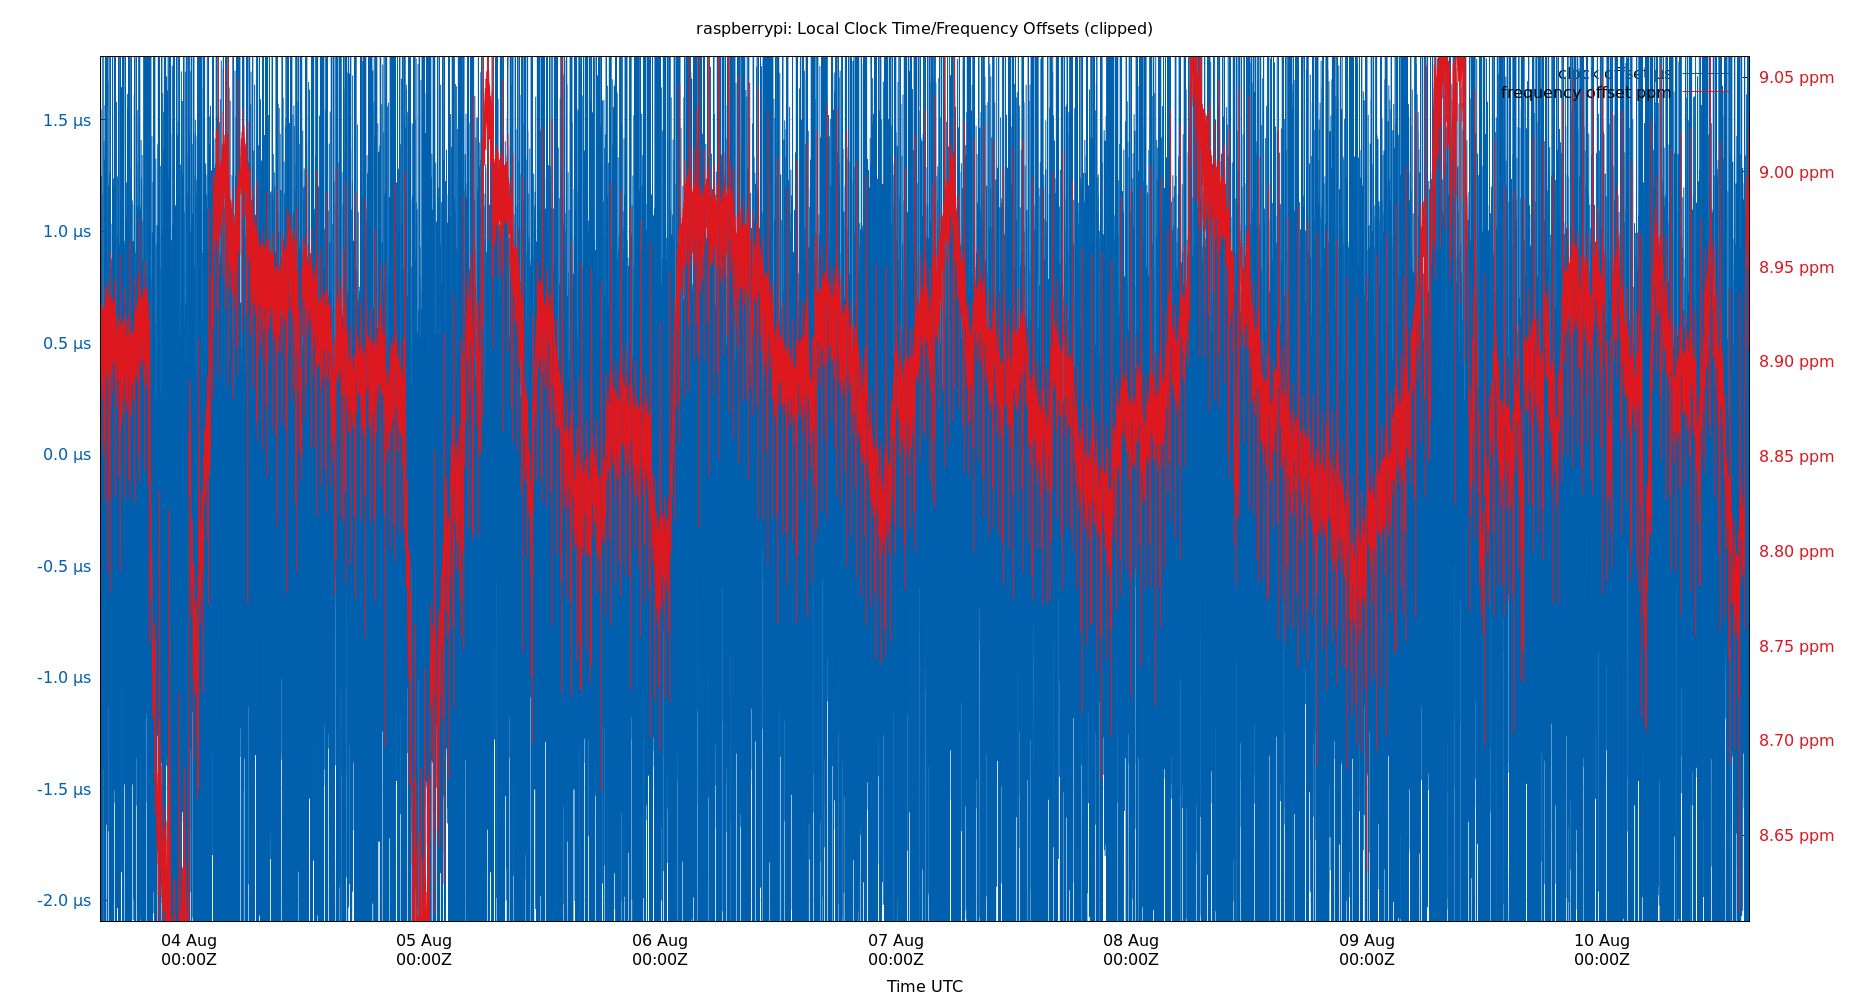 raspberrypi: Local Clock Time/Frequency Offsets (clipped)
clock offset µs
frequency offset ppm
1.5 µs
1.0 µs
0.5 µs
0.0 µs
-0.5 µs
-1.0 µs
-1.5 µs
-2.0 µs
9.05 ppm
9.00 ppm
8.95 ppm
8.90 ppm
8.85 ppm
8.80 ppm
8.75 ppm
8.70 ppm
8.65 ppm
04 Aug 05 Aug 06 Aug 07 Aug 08 Aug 09 Aug 10 Aug
00:00Z 00:00Z 00:00Z 00:00Z 00:00Z 00:00Z 00:00Z
Time UTC